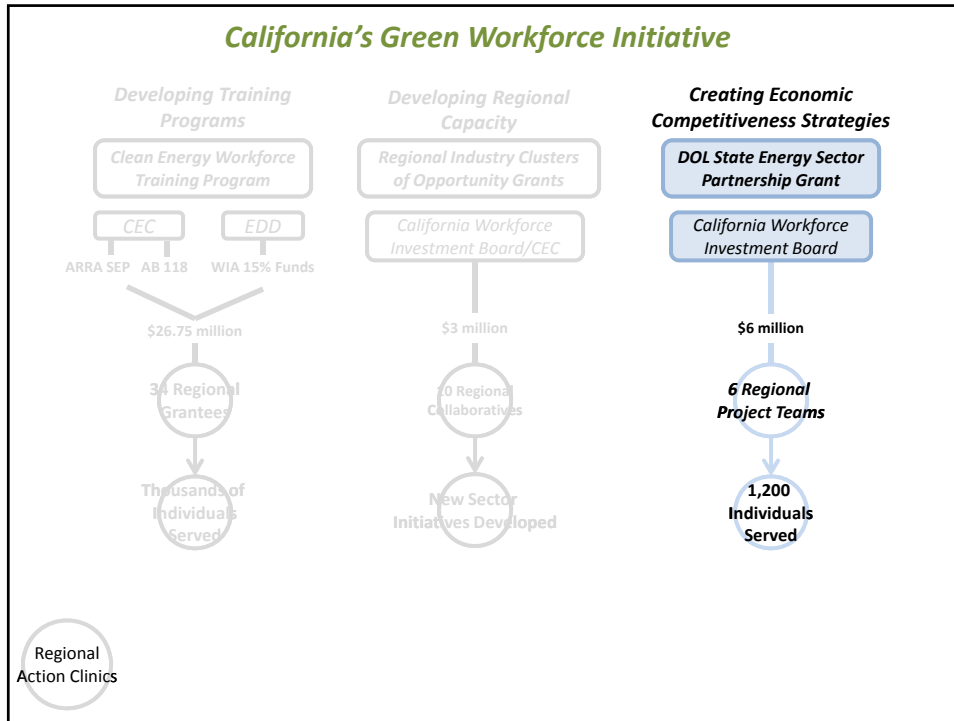 California's Green Workforce Initiative
Developing Training
Programs
Clean Energy Workforce
Training Program
CEC
EDD
ARRA SEP
AB 118
WIA 15% Funds
$26.75 million
34 Regional
Grantees
Thousands of
Individuals
Served
Developing Regional
Capacity
Regional Industry Clusters
of Opportunity Grants
California Workforce
Investment Board/CEC
$3 million
10 Regional
Collaboratives
New Sector
Initiatives Developed
Creating Economic
Competitiveness Strategies
DOL State Energy Sector
Partnership Grant
California Workforce
Investment Board
$6 million
6 Regional
Project Teams
1,200
Individuals
Served
Regional
Action Clinics